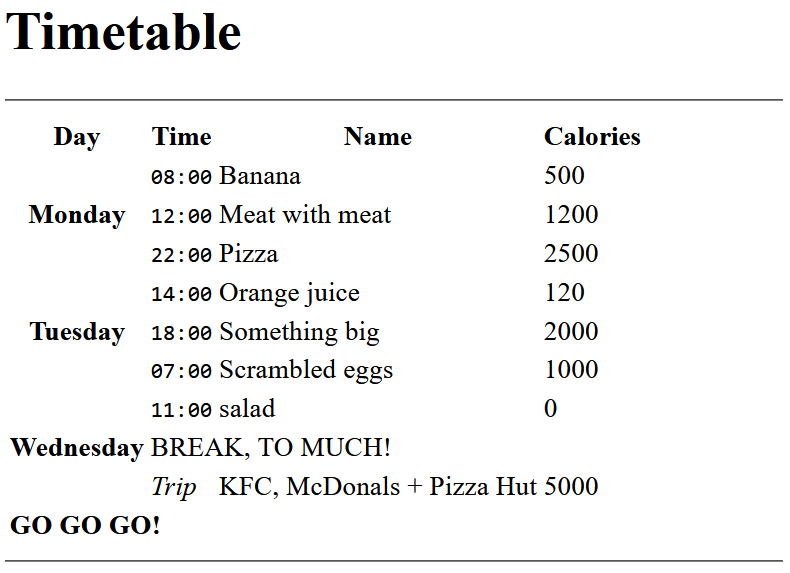 Timetable
Day Time Name Calories
08:00 Banana 500
Monday 12:00 Meat with meat 1200
22:00 Pizza 2500
14:00 Orange juice 120
Tuesday 18:00 Something big 2000
07:00 Scrambled eggs 1000
11:00 salad 0
Wednesday BREAK, TO MUCH!
Trip KFC, McDonals + Pizza Hut 5000
GO GO GO!